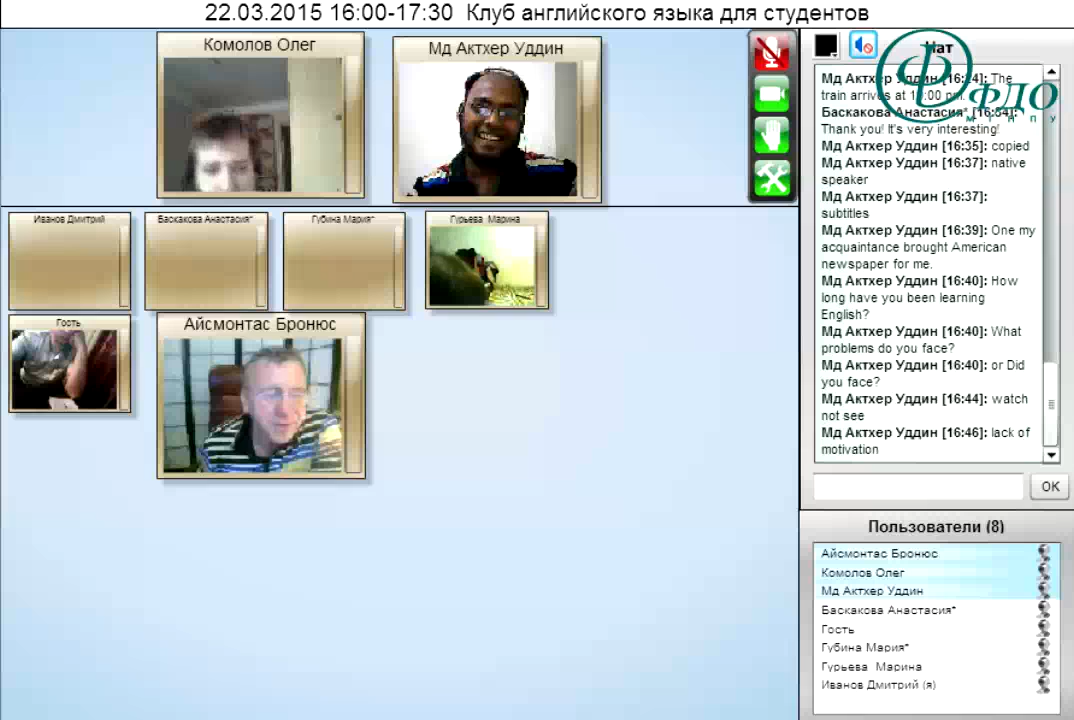 22.03.2015 16:00-17:30 Клуб английского языка для студентов
Комолов Олег
Мд Актхер Уддин
Иванов Дмитрий
Баскакова Анастасия*
Губина Мария*
Гурьева Марина
Гость
Айсмонтас Бронюс
Чат
ФДО
МГППУ
Мд Актхер Уддин The
train arrives at pm.
Баскакова Анастасия* [16:34]:
Thank you! It's very interesting!
Мд Актхер Уддин [16:35]: copied
Мд Актхер Уддин [16:37]: native
speaker
Мд Актхер Уддин [16:37]:
subtitles
Мд Актхер Уддин [16:39]: One my
acquaintance brought American
newspaper for me.
Мд Актхер Уддин [16:40]: How
long have you been learning
English?
Мд Актхер Уддин [16:40]: What
problems do you face?
Мд Актхер Уддин [16:40]: or Did
you face?
Мд Актхер Уддин [16:44]: watch
not see
Мд Актхер Уддин [16:46]: lack of
motivation
OK
Пользователи (8)
Айсмонтас Бронюс
Комолов Олег
Мд Актхер Уддин
Баскакова Анастасия*
Гость
Губина Мария*
Гурьева Марина
Иванов Дмитрий (я)